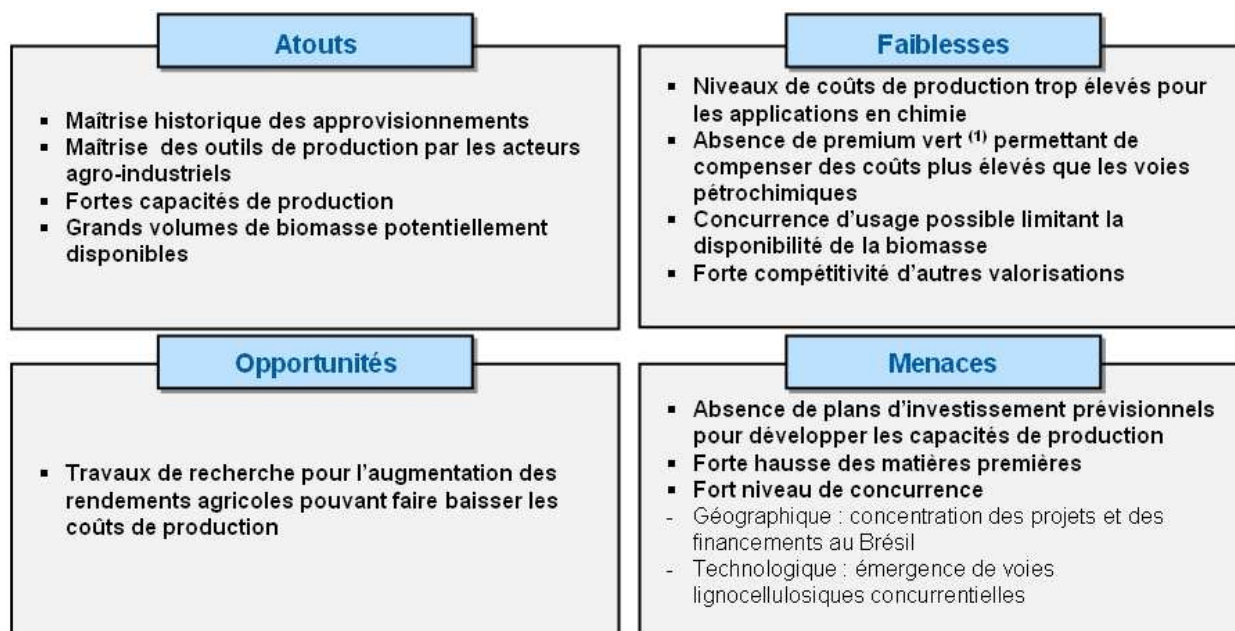 Atouts
▪ Maîtrise historique des approvisionnements
▪ Maîtrise des outils de production par les acteurs
agro-industriels
▪ Fortes capacités de production
▪ Grands volumes de biomasse potentiellement
disponibles
Faiblesses
▪ Niveaux de coûts de production trop élevés pour
les applications en chimie
▪ Absence de premium vert (1) permettant de
compenser des coûts plus élevés que les voies
pétrochimiques
▪ Concurrence d’usage possible limitant la
disponibilité de la biomasse
▪ Forte compétitivité d’autres valorisations
Opportunités
▪ Travaux de recherche pour l’augmentation des
rendements agricoles pouvant faire baisser les
coûts de production
Menaces
▪ Absence de plans d’investissement prévisionnels
pour développer les capacités de production
▪ Forte hausse des matières premières
▪ Fort niveau de concurrence
- Géographique : concentration des projets et des
financements au Brésil
- Technologique : émergence de voies
lignocellulosiques concurrentielles